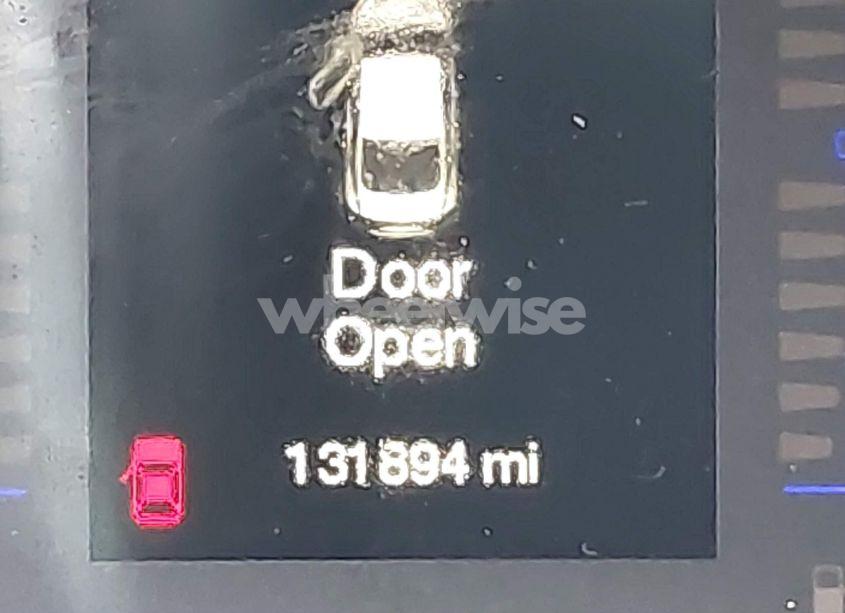 Door
wheelwise
Open
131894 mi